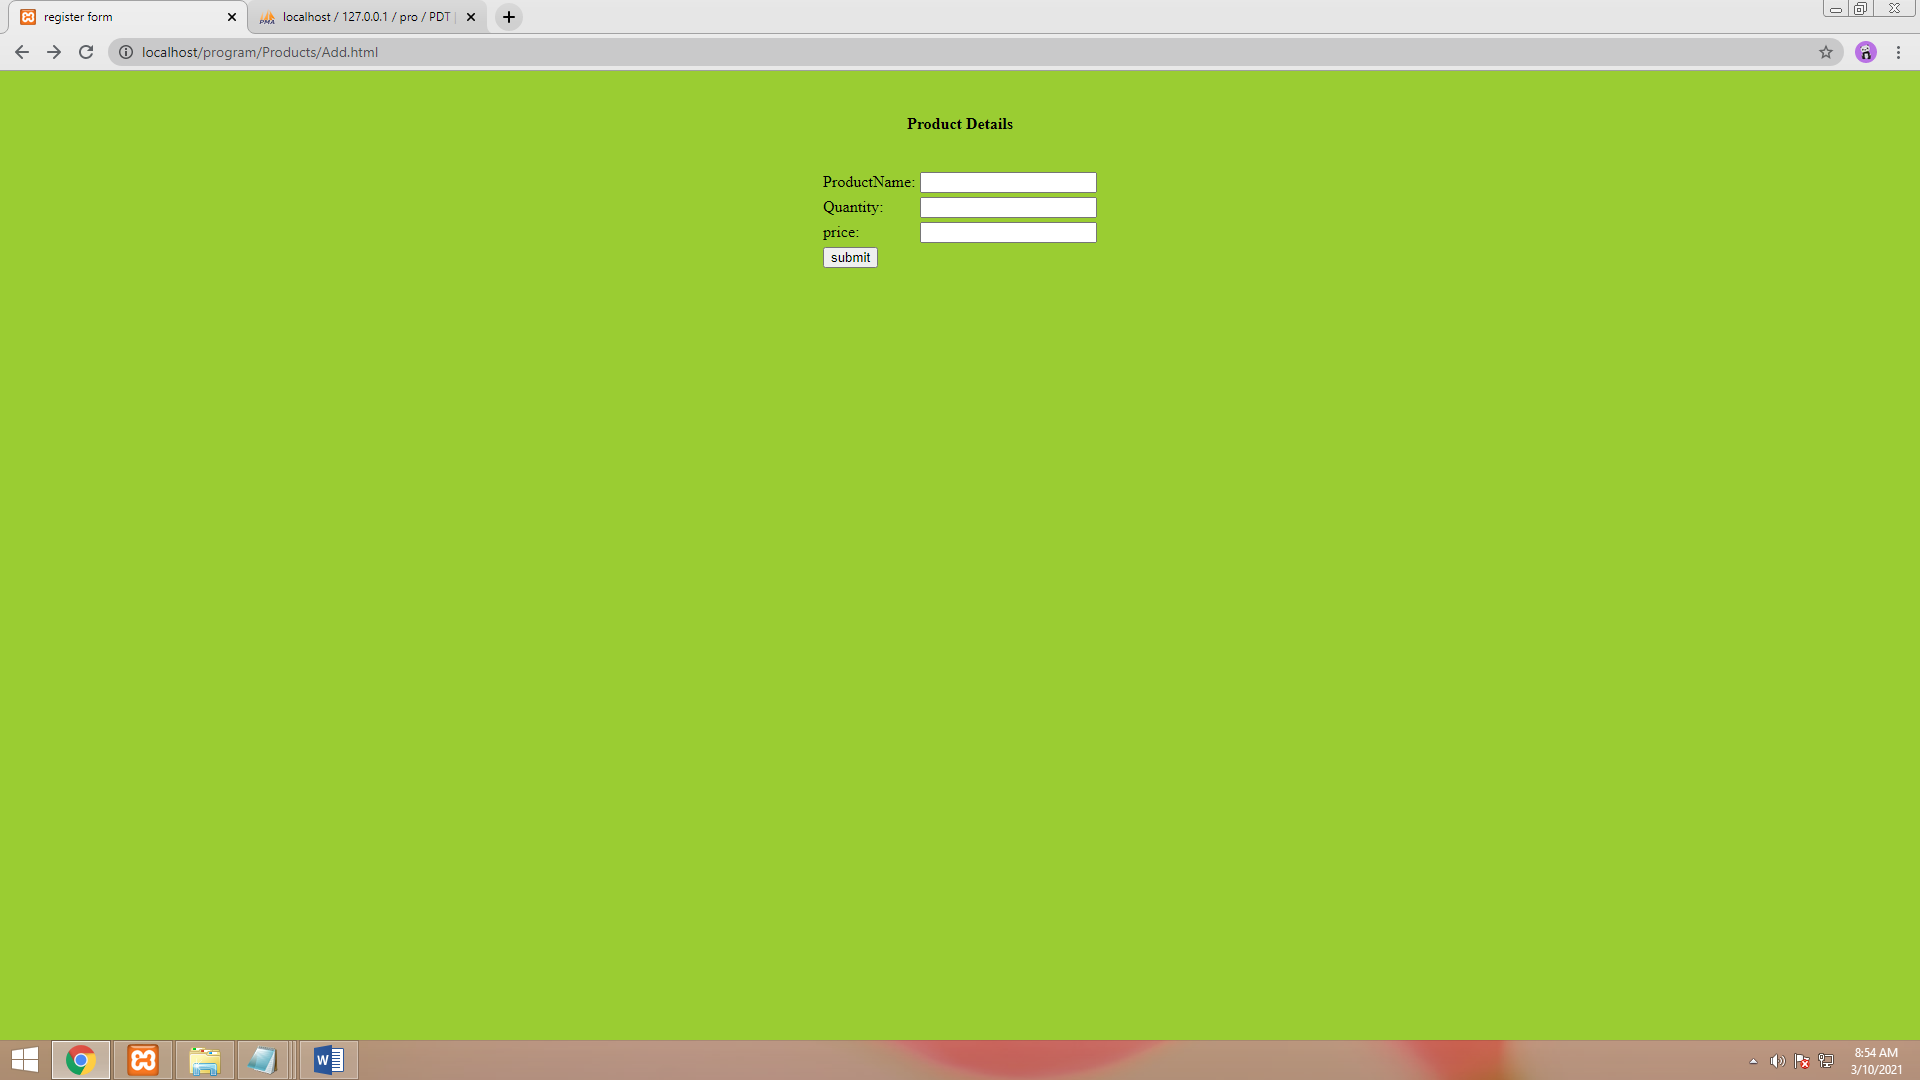 register form
localhost / 127.0.0.1 / pro / PDT
localhost/program/Products/Add.html
Product Details
ProductName:
Quantity:
price:
submit
8:54 AM
3/10/2021